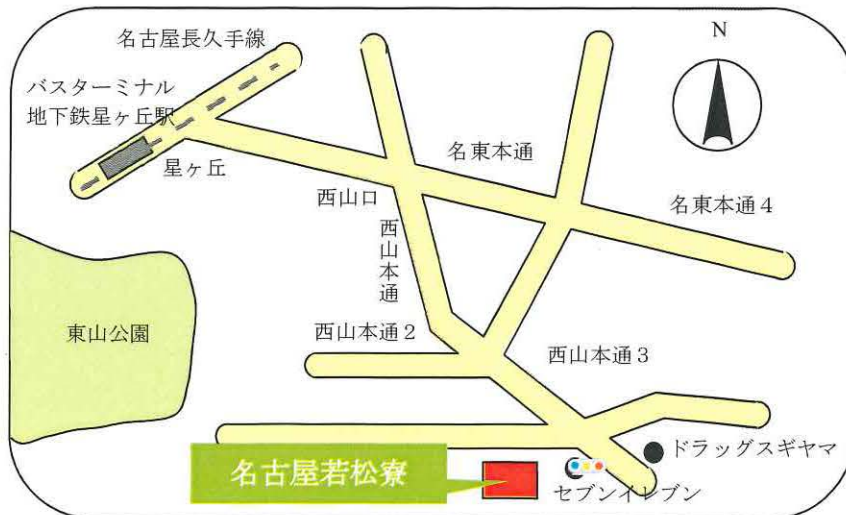 名古屋長久手線
N
バスターミナル
地下鉄星ヶ丘駅
星ヶ丘
名東本通
西山口
名東本通4
西山本通
東山公園
西山本通2
西山本通3
ドラッグスギヤマ
名古屋若松寮
セブンイレブン